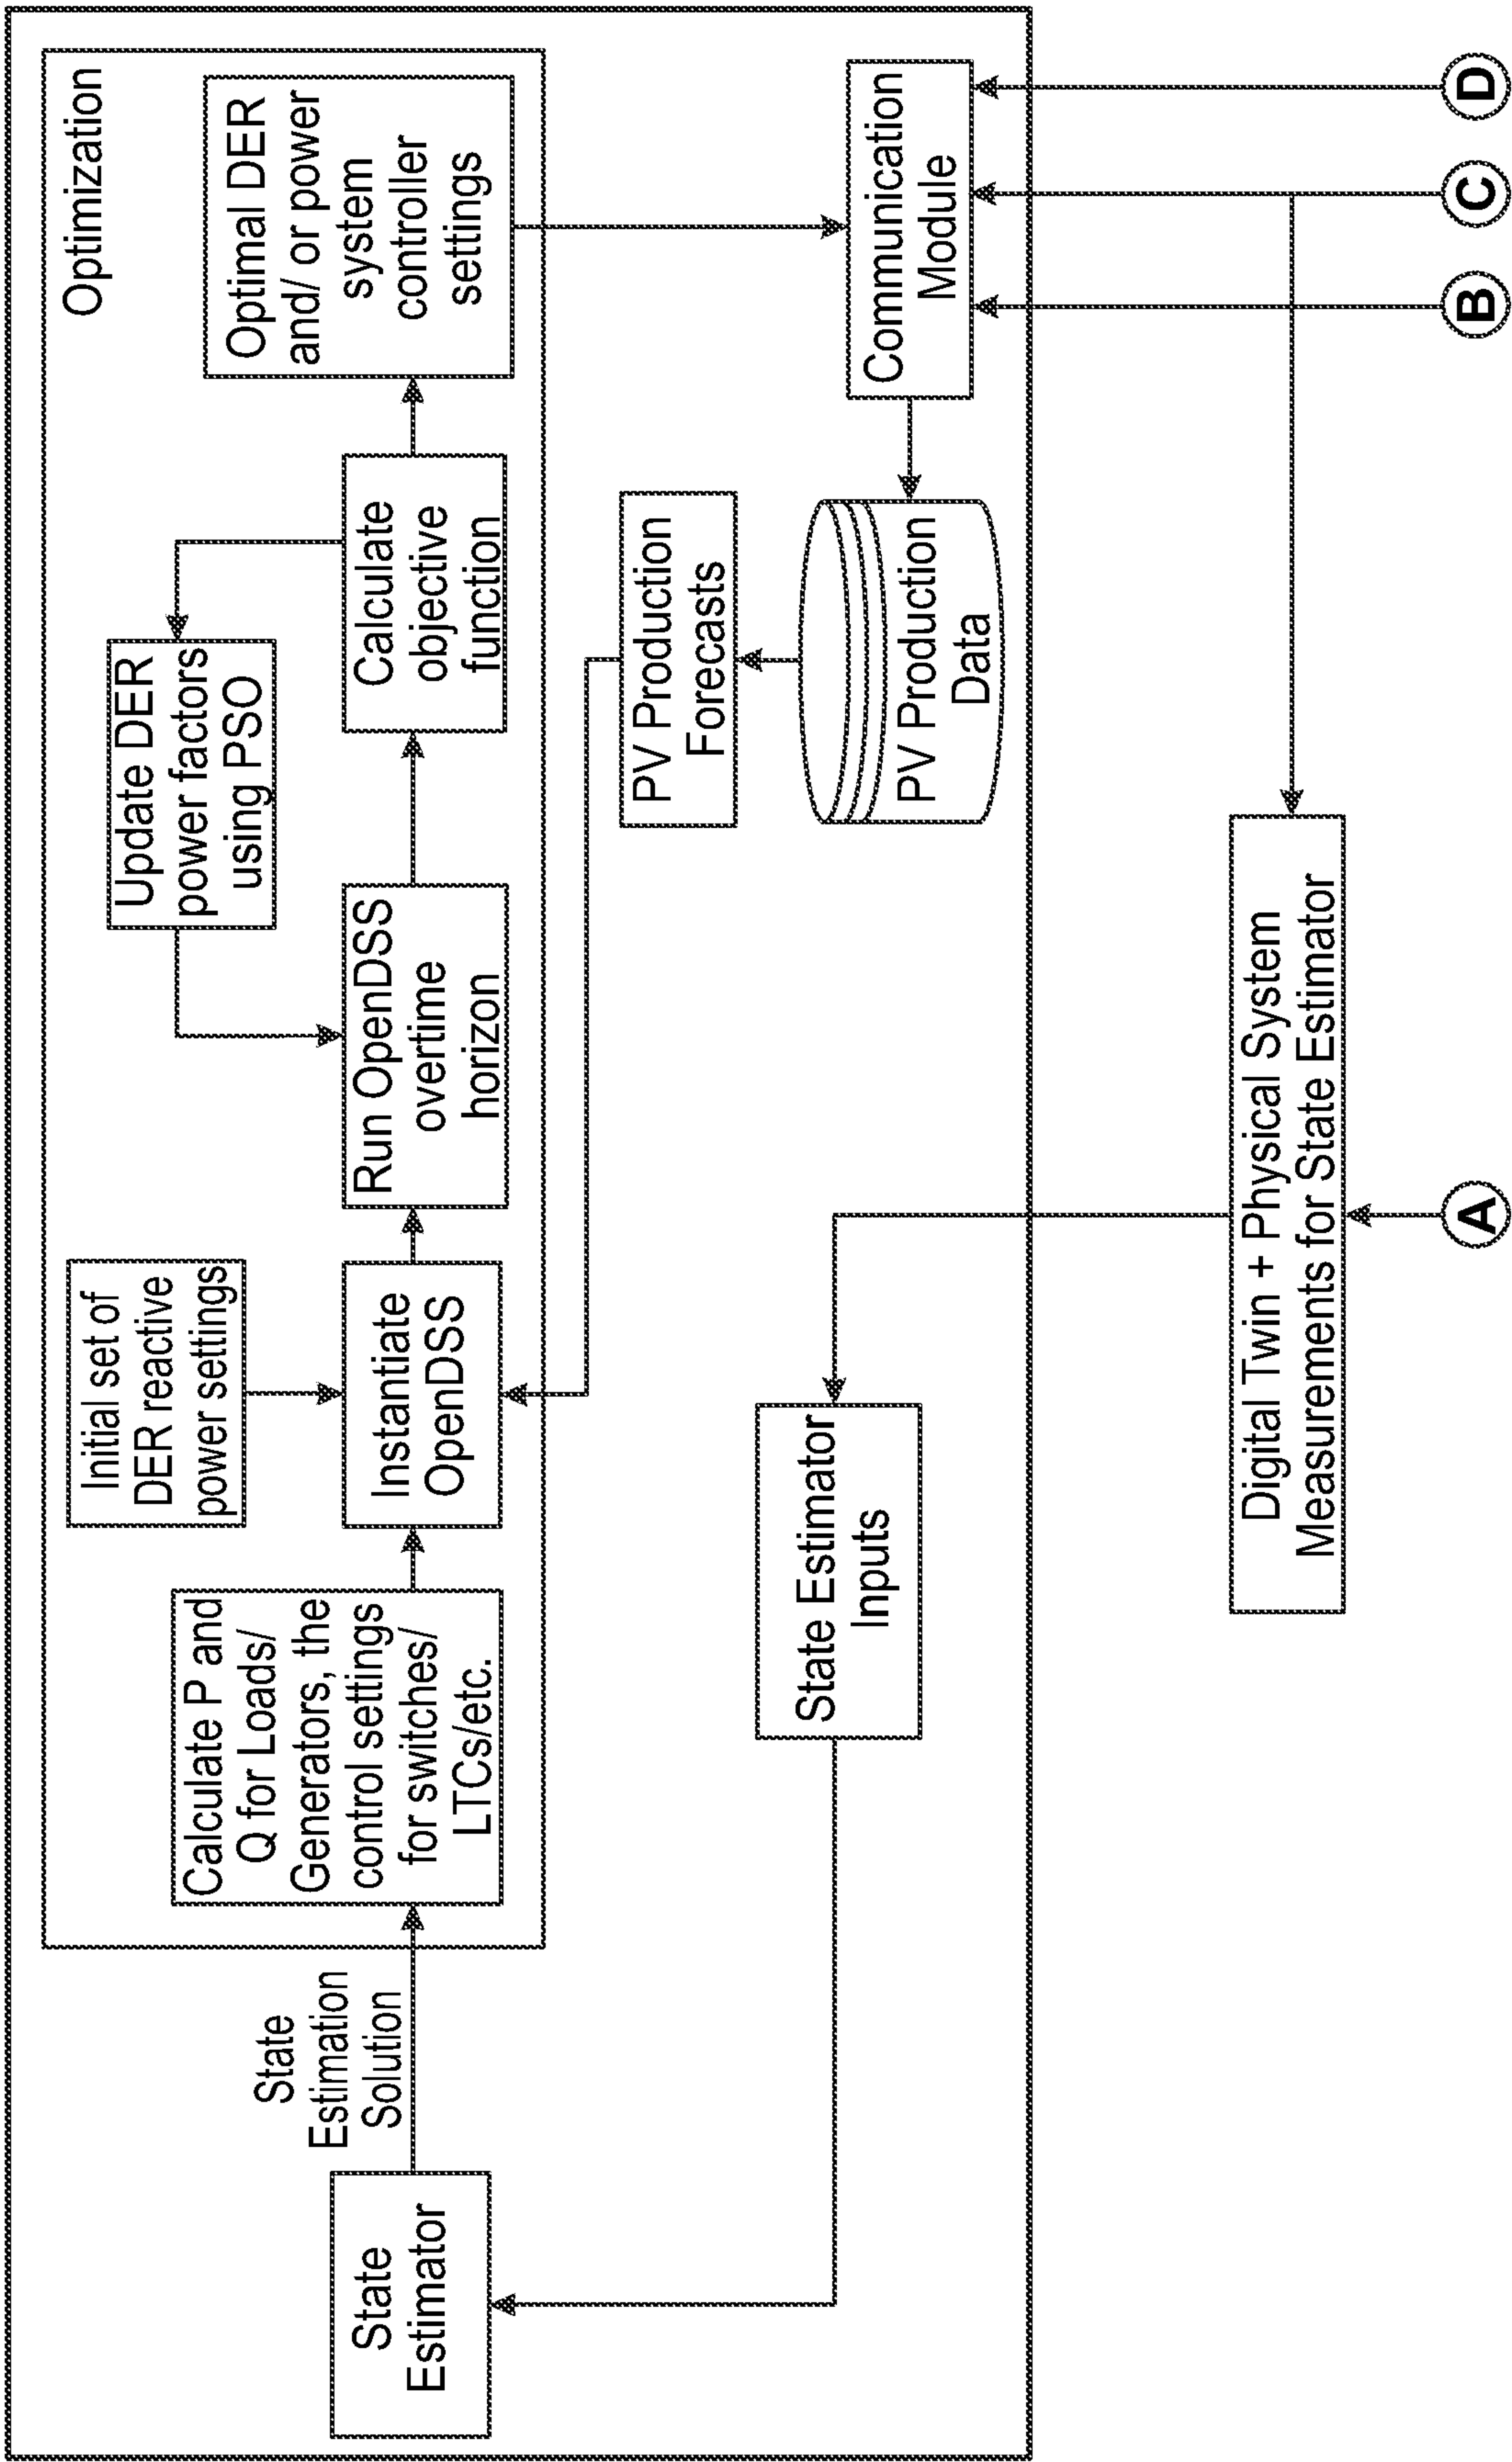 Optimization
Initial set of
DER reactive
power settings
Update DER
power factors
using PSO
Calculate P and
Q for Loads/
Generators, the
control settings
for switches/
LTCs/etc.
Instantiate
OpenDSS
Run OpenDSS
overtime
horizon
Calculate
objective
function
Optimal DER
and/ or power
system
controller
settings
State
Estimation
Solution
State
Estimator
PV Production
Forecasts
State Estimator
Inputs
PV Production
Data
Communication
Module
Digital Twin + Physical System
Measurements for State Estimator
A
B
C
D